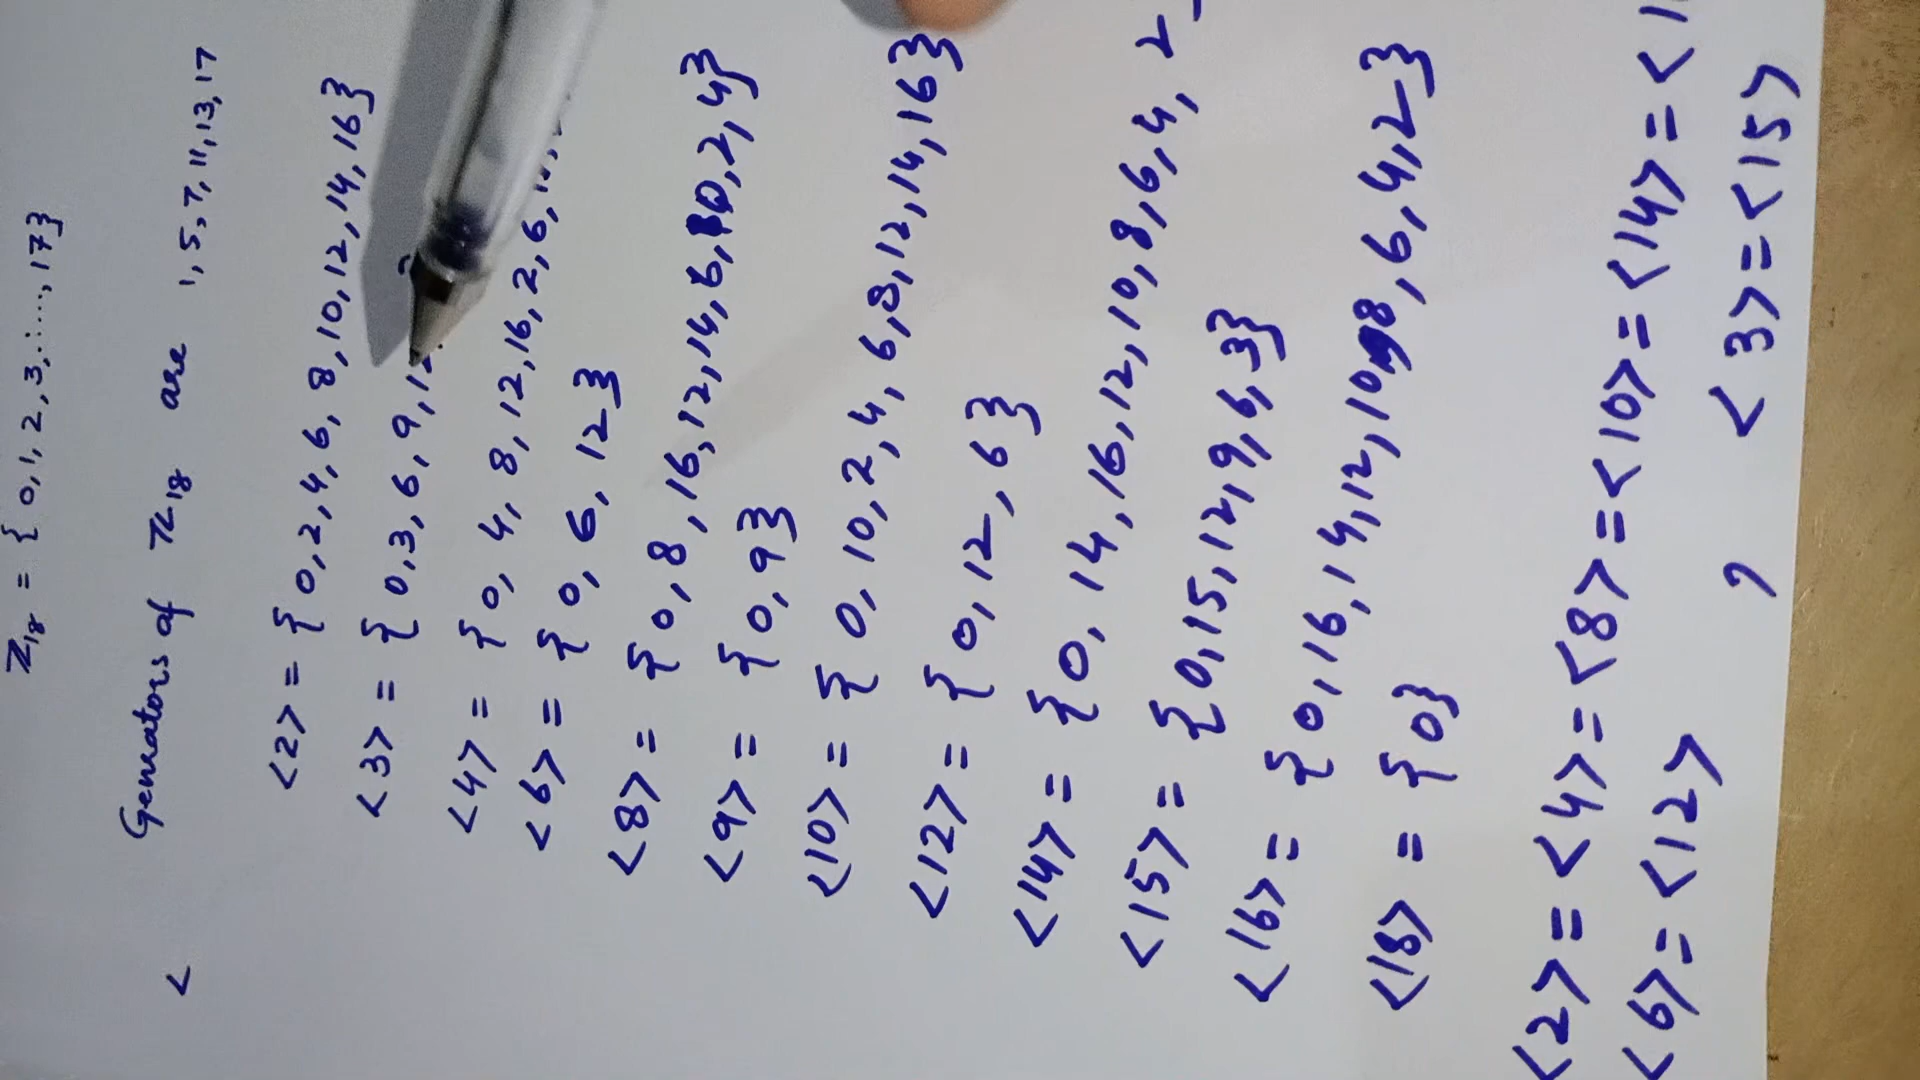 Z₁₈ = { 0,1,2,3,......,17}
Generators of Z₁₈ are 1,5,7,11,13,17
<
<2> = { 0,2,4,6,8,10,12,14,16}
<3> = { 0,3,6,9,12
<4> = { 0, 4, 8, 12, 16, 2, 6,
<6> = { 0, 6, 12}
<8> = { 0, 8, 16, 12, 14, 6, 10, 2, 4}
<9> = { 0, 9}
<10> = { 0, 10, 2, 4, 6, 8, 12, 14, 16}
<12> = { 0, 12, 6}
<14> = { 0, 14, 16, 12, 10, 8, 6, 4, 2
<15> = { 0,15,12,9,6,3}
<16> = { 0,16,14,12,10,8,6,4,2}
<18> = { 0}
<2> = <4> = <8> = <10> = <14> = <1
<6> = <12> , <3> = <15>